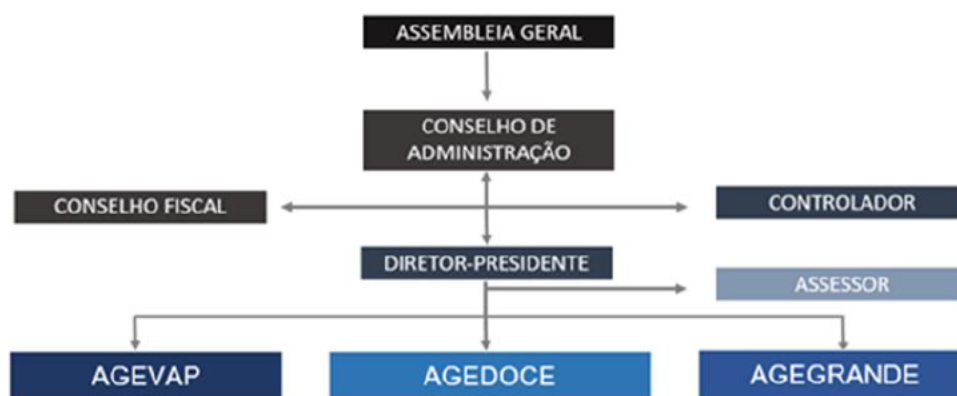 ASSEMBLEIA GERAL
CONSELHO DE
ADMINISTRAÇÃO
CONSELHO FISCAL
CONTROLADOR
DIRETOR-PRESIDENTE
ASSESSOR
AGEVAP
AGEDOCE
AGEGRANDE